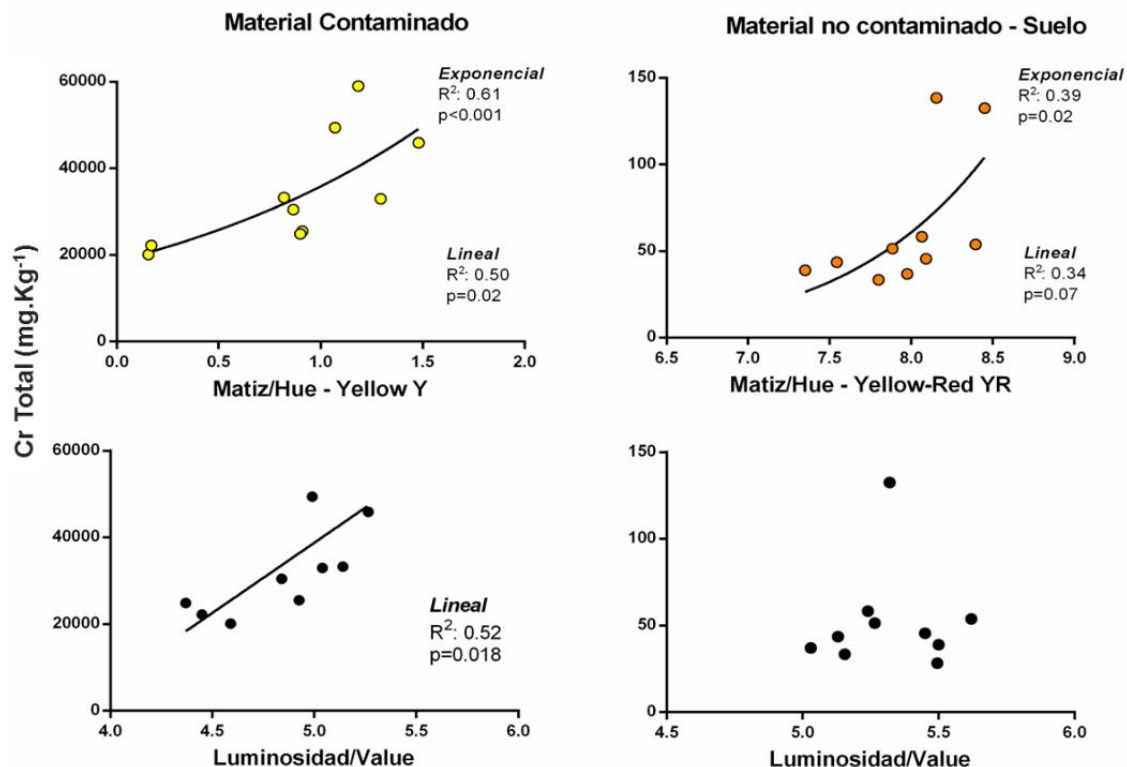 Material Contaminado
Material no contaminado - Suelo
Cr Total (mg.Kg⁻¹)
60000
40000
20000
0
Exponencial
R²: 0.61
p<0.001
Lineal
R²: 0.50
p=0.02
0.0 0.5 1.0 1.5 2.0
Matiz/Hue - Yellow Y
150
100
50
0
Exponencial
R²: 0.39
p=0.02
Lineal
R²: 0.34
p=0.07
6.5 7.0 7.5 8.0 8.5 9.0
Matiz/Hue - Yellow-Red YR
60000
40000
20000
0
Lineal
R²: 0.52
p=0.018
4.0 4.5 5.0 5.5 6.0
Luminosidad/Value
150
100
50
0
4.5 5.0 5.5 6.0
Luminosidad/Value